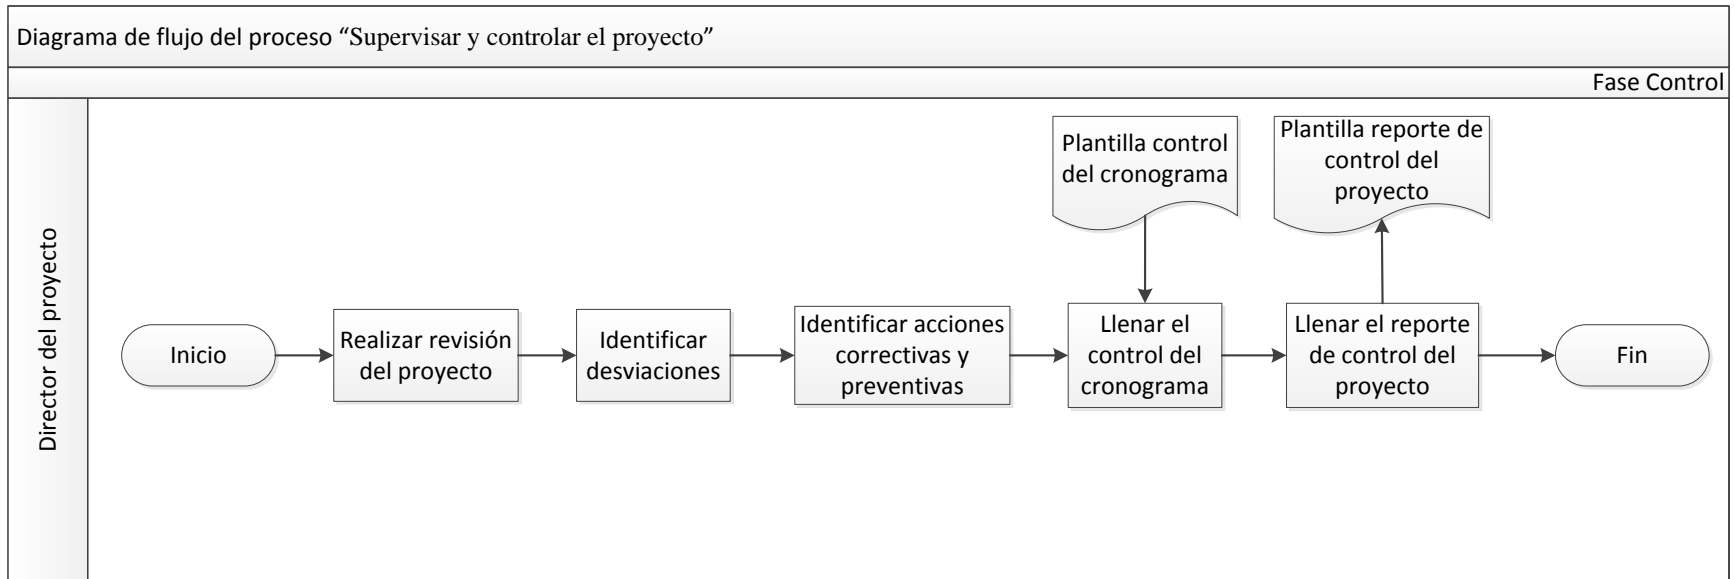 Diagrama de flujo del proceso “Supervisar y controlar el proyecto”
Fase Control
Director del proyecto
Plantilla control
del cronograma
Plantilla reporte de
control del
proyecto
Inicio
Realizar revisión
del proyecto
Identificar
desviaciones
Identificar acciones
correctivas y
preventivas
Llenar el
control del
cronograma
Llenar el reporte
de control del
proyecto
Fin